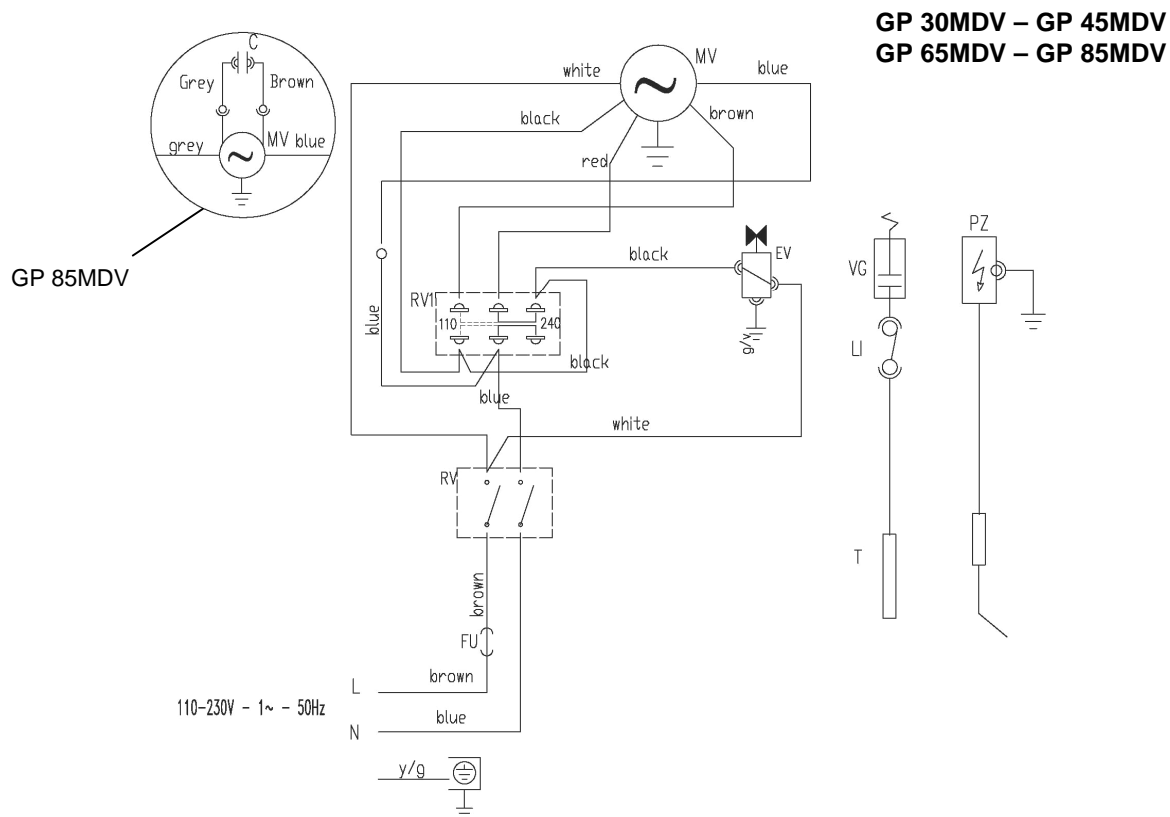 GP 30MDV – GP 45MDV
GP 65MDV – GP 85MDV
C
Grey
Brown
grey
MV
blue
GP 85MDV
white
MV
blue
black
brown
red
black
EV
g/y
blue
RV1
110
240
black
blue
white
RV
brown
FU
L
brown
110-230V - 1~ - 50Hz
N
blue
y/g
VG
LI
T
PZ